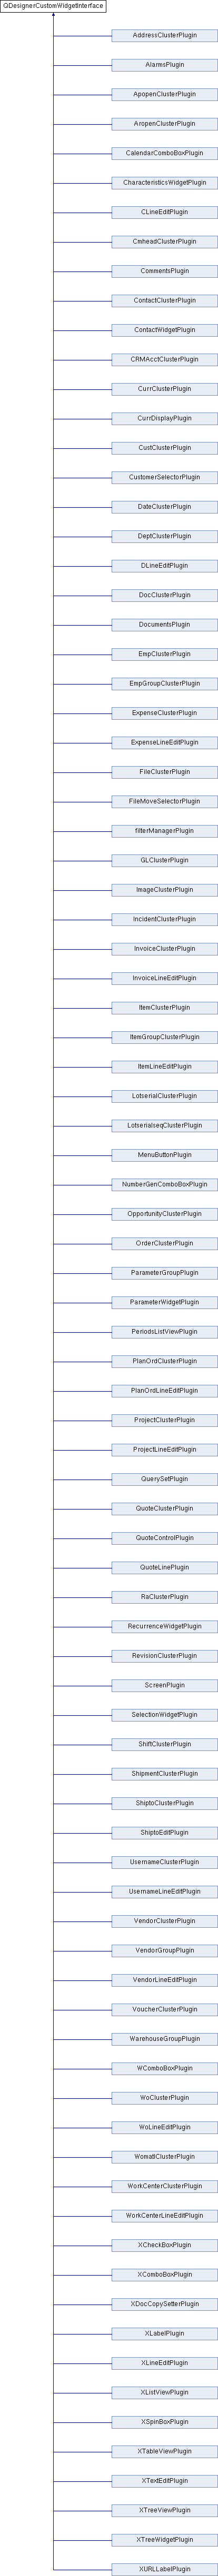 QDesignerCustomWidgetInterface
AddressClusterPlugin
AlarmsPlugin
ApopenClusterPlugin
AropenClusterPlugin
CalendarComboBoxPlugin
CharacteristicsWidgetPlugin
CLineEditPlugin
CmheadClusterPlugin
CommentsPlugin
ContactClusterPlugin
ContactWidgetPlugin
CRMAcctClusterPlugin
CurrClusterPlugin
CurrDisplayPlugin
CustClusterPlugin
CustomerSelectorPlugin
DateClusterPlugin
DeptClusterPlugin
DLineEditPlugin
DocClusterPlugin
DocumentsPlugin
EmpClusterPlugin
EmpGroupClusterPlugin
ExpenseClusterPlugin
ExpenseLineEditPlugin
FileClusterPlugin
FileMoveSelectorPlugin
filterManagerPlugin
GLClusterPlugin
ImageClusterPlugin
IncidentClusterPlugin
InvoiceClusterPlugin
InvoiceLineEditPlugin
ItemClusterPlugin
ItemGroupClusterPlugin
ItemLineEditPlugin
LotserialClusterPlugin
LotserialseqClusterPlugin
MenuButtonPlugin
NumberGenComboBoxPlugin
OpportunityClusterPlugin
OrderClusterPlugin
ParameterGroupPlugin
ParameterWidgetPlugin
PeriodsListViewPlugin
PlanOrdClusterPlugin
PlanOrdLineEditPlugin
ProjectClusterPlugin
ProjectLineEditPlugin
QuerySetPlugin
QuoteClusterPlugin
QuoteControlPlugin
QuoteLinePlugin
RaClusterPlugin
RecurrenceWidgetPlugin
RevisionClusterPlugin
ScreenPlugin
SelectionWidgetPlugin
ShiftClusterPlugin
ShipmentClusterPlugin
ShiptoClusterPlugin
ShiptoEditPlugin
UsernameClusterPlugin
UsernameLineEditPlugin
VendorClusterPlugin
VendorGroupPlugin
VendorLineEditPlugin
VoucherClusterPlugin
WarehouseGroupPlugin
WComboBoxPlugin
WoClusterPlugin
WoLineEditPlugin
WomatlClusterPlugin
WorkCenterClusterPlugin
WorkCenterLineEditPlugin
XCheckBoxPlugin
XComboBoxPlugin
XDocCopySetterPlugin
XLabelPlugin
XLineEditPlugin
XListViewPlugin
XSpinBoxPlugin
XTableViewPlugin
XTextEditPlugin
XTreeViewPlugin
XTreeWidgetPlugin
XURLLabelPlugin